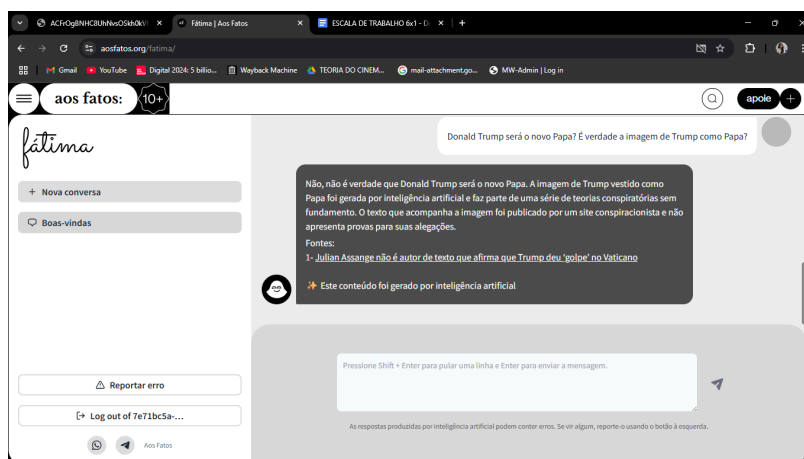 ACFrOgBNHC8UhNvsOSkh0kV
Fátima | Aos Fatos
ESCALA DE TRABALHO 6x1 - D
aosfatos.org/fatima/
Gmail
YouTube
Digital 2024: 5 billio...
Wayback Machine
TEORIA DO CINEM...
mail-attachment.go...
MW-Admin | Log in
aos fatos:
10+
apoie
fátima
+ Nova conversa
Boas-vindas
Donald Trump será o novo Papa? É verdade a imagem de Trump como Papa?
Não, não é verdade que Donald Trump será o novo Papa. A imagem de Trump vestido como
Papa foi gerada por inteligência artificial e faz parte de uma série de teorias conspiratórias sem
fundamento. O texto que acompanha a imagem foi publicado por um site conspiracionista e não
apresenta provas para suas alegações.
Fontes:
1- Julian Assange não é autor de texto que afirma que Trump deu 'golpe' no Vaticano
✨ Este conteúdo foi gerado por inteligência artificial
Pressione Shift + Enter para pular uma linha e Enter para enviar a mensagem.
Reportar erro
Log out of 7e71bc5a-...
Aos Fatos
As respostas produzidas por inteligência artificial podem conter erros. Se vir algum, reporte-o usando o botão à esquerda.